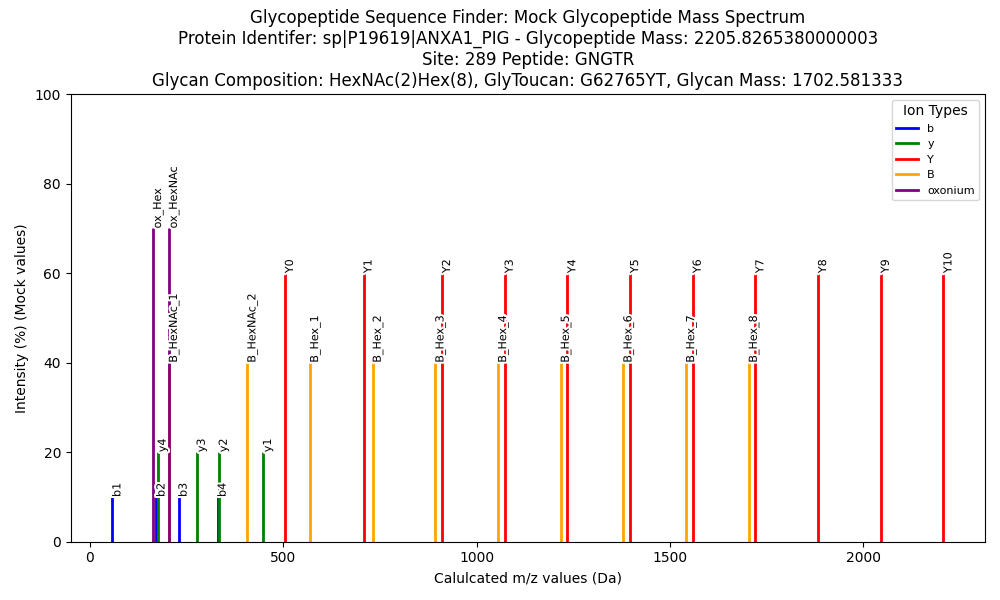 Glycopeptide Sequence Finder: Mock Glycopeptide Mass Spectrum
Protein Identifer: sp|P19619|ANXA1_PIG - Glycopeptide Mass: 2205.8265380000003
Site: 289 Peptide: GNGTR
Glycan Composition: HexNAc(2)Hex(8), GlyToucan: G62765YT, Glycan Mass: 1702.581333
Intensity (%) (Mock values)
100
80
60
40
20
0
Ion Types
b
y
Y
B
oxonium
ox_Hex
ox_HexNAc
Y0
Y1
Y2
Y3
Y4
Y5
Y6
Y7
Y8
Y9
Y10
B_HexNAc_1
B_HexNAc_2
B_Hex_1
B_Hex_2
B_Hex_3
B_Hex_4
B_Hex_5
B_Hex_6
B_Hex_7
B_Hex_8
y4
y3
y2
y1
b1
b2
b3
b4
0
500
1000
1500
2000
Calulcated m/z values (Da)